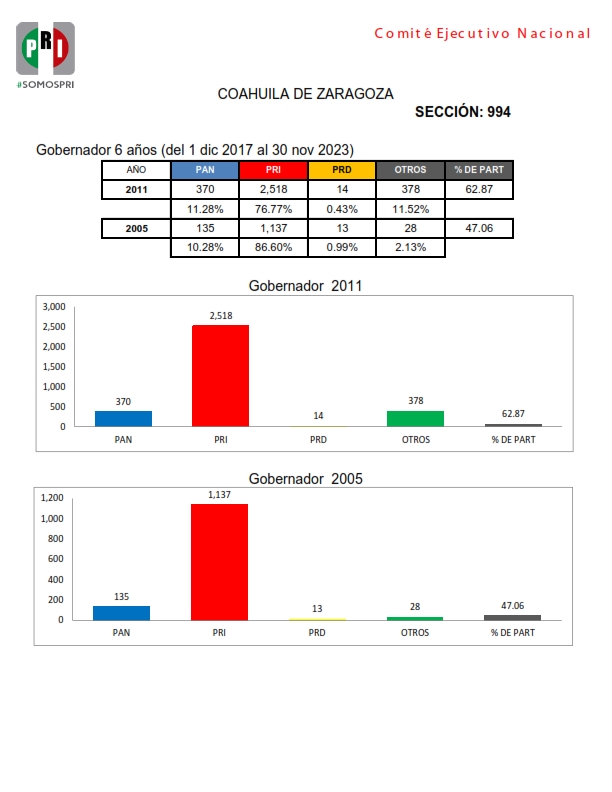 Comité Ejecutivo Nacional
PRI
#SOMOSPRI
COAHUILA DE ZARAGOZA
SECCIÓN: 994
Gobernador 6 años (del 1 dic 2017 al 30 nov 2023)
AÑO PAN PRI PRD OTROS % DE PART
2011 370 2,518 14 378 62.87
11.28% 76.77% 0.43% 11.52%
2005 135 1,137 13 28 47.06
10.28% 86.60% 0.99% 2.13%
Gobernador 2011
3,000
2,500
2,000
1,500
1,000
500
0
370 2,518 14 378 62.87
PAN PRI PRD OTROS % DE PART
Gobernador 2005
1,200
1,000
800
600
400
200
0
135 1,137 13 28 47.06
PAN PRI PRD OTROS % DE PART